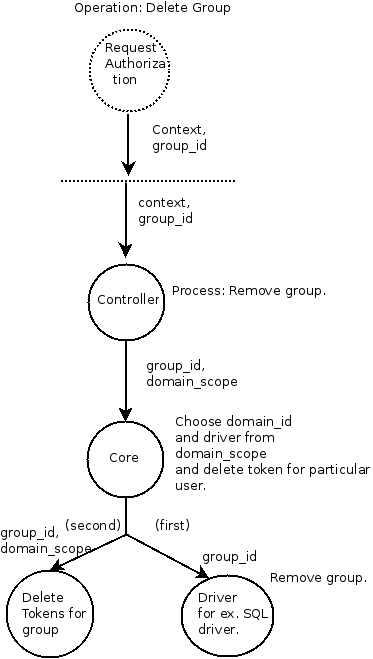 Operation: Delete Group
Request
Authoriza
tion
Context,
group_id
context,
group_id
Controller
Process: Remove group.
group_id,
domain_scope
Core
Choose domain_id
and driver from
domain_scope
and delete token for particular
user.
(second)
(first)
group_id,
domain_scope
group_id
Remove group.
Delete
Tokens for
group
Driver
for ex. SQL
driver.